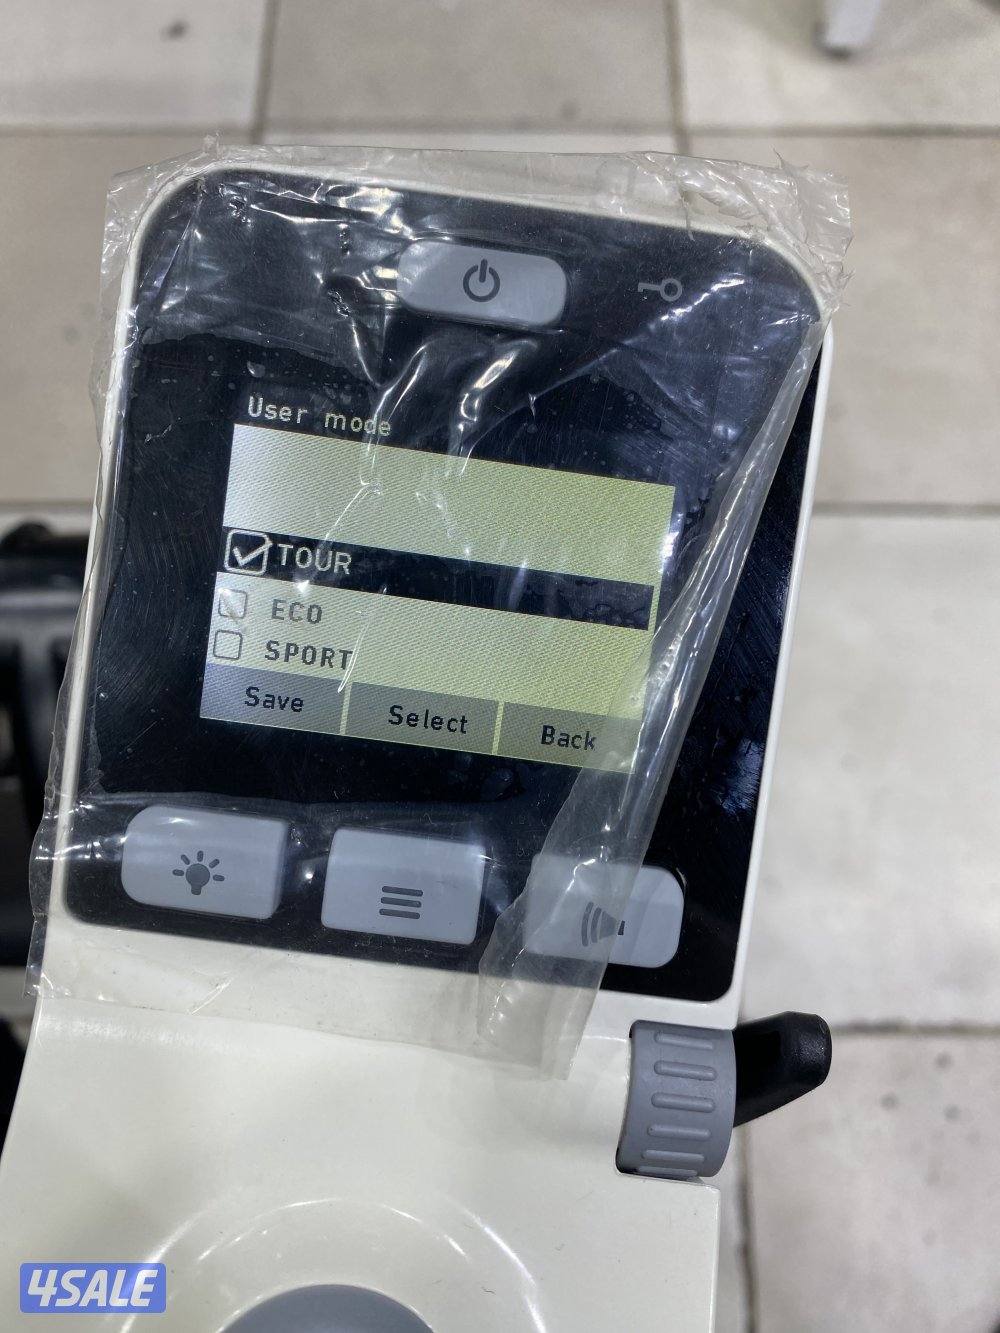 User mode
TOUR
ECO
SPORT
Save Select Back
4SALE